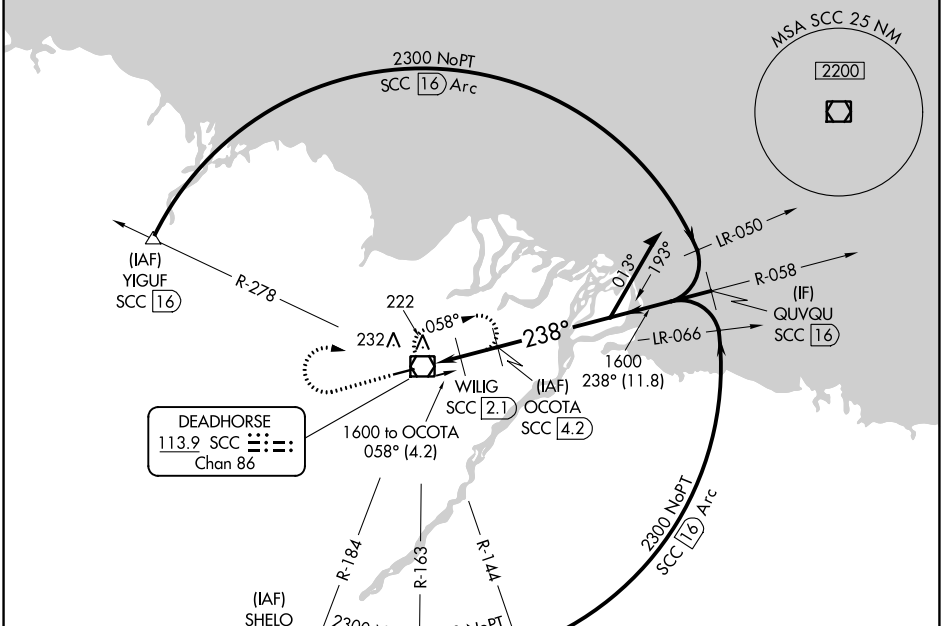 MSA SCC 25 NM
2200
2300 NoPT
SCC 16 Arc
LR-050
013°
193°
R-058
(IF)
QUVQU
SCC 16
LR-066
(IAF)
YIGUF
SCC 16
R-278
222
232
058°
238°
1600
238° (11.8)
WILIG
SCC 2.1
(IAF)
OCOTA
SCC 4.2
DEADHORSE
113.9 SCC
Chan 86
1600 to OCOTA
058° (4.2)
2300 NoPT
SCC 16 Arc
R-184
R-163
R-144
(IAF)
SHELO
2300
NoPT